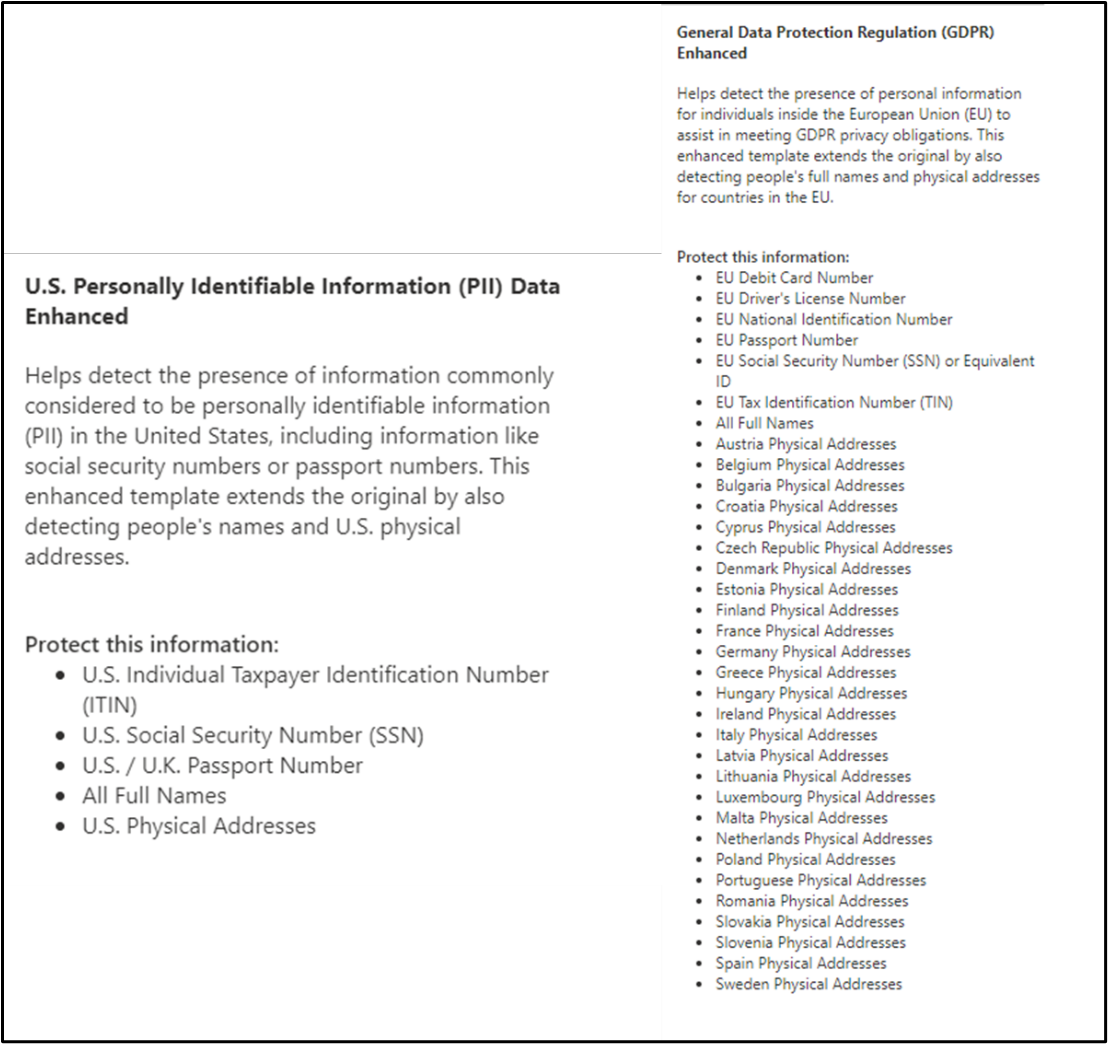 General Data Protection Regulation (GDPR)
Enhanced
Helps detect the presence of personal information
for individuals inside the European Union (EU) to
assist in meeting GDPR privacy obligations. This
enhanced template extends the original by also
detecting people's full names and physical addresses
for countries in the EU.
Protect this information:
• EU Debit Card Number
• EU Driver's License Number
• EU National Identification Number
• EU Passport Number
• EU Social Security Number (SSN) or Equivalent
ID
• EU Tax Identification Number (TIN)
• All Full Names
• Austria Physical Addresses
• Belgium Physical Addresses
• Bulgaria Physical Addresses
• Croatia Physical Addresses
• Cyprus Physical Addresses
• Czech Republic Physical Addresses
• Denmark Physical Addresses
• Estonia Physical Addresses
• Finland Physical Addresses
• France Physical Addresses
• Germany Physical Addresses
• Greece Physical Addresses
• Hungary Physical Addresses
• Ireland Physical Addresses
• Italy Physical Addresses
• Latvia Physical Addresses
• Lithuania Physical Addresses
• Luxembourg Physical Addresses
• Malta Physical Addresses
• Netherlands Physical Addresses
• Poland Physical Addresses
• Portuguese Physical Addresses
• Romania Physical Addresses
• Slovakia Physical Addresses
• Slovenia Physical Addresses
• Spain Physical Addresses
• Sweden Physical Addresses
U.S. Personally Identifiable Information (PII) Data
Enhanced
Helps detect the presence of information commonly
considered to be personally identifiable information
(PII) in the United States, including information like
social security numbers or passport numbers. This
enhanced template extends the original by also
detecting people's names and U.S. physical
addresses.
Protect this information:
• U.S. Individual Taxpayer Identification Number
(ITIN)
• U.S. Social Security Number (SSN)
• U.S. / U.K. Passport Number
• All Full Names
• U.S. Physical Addresses